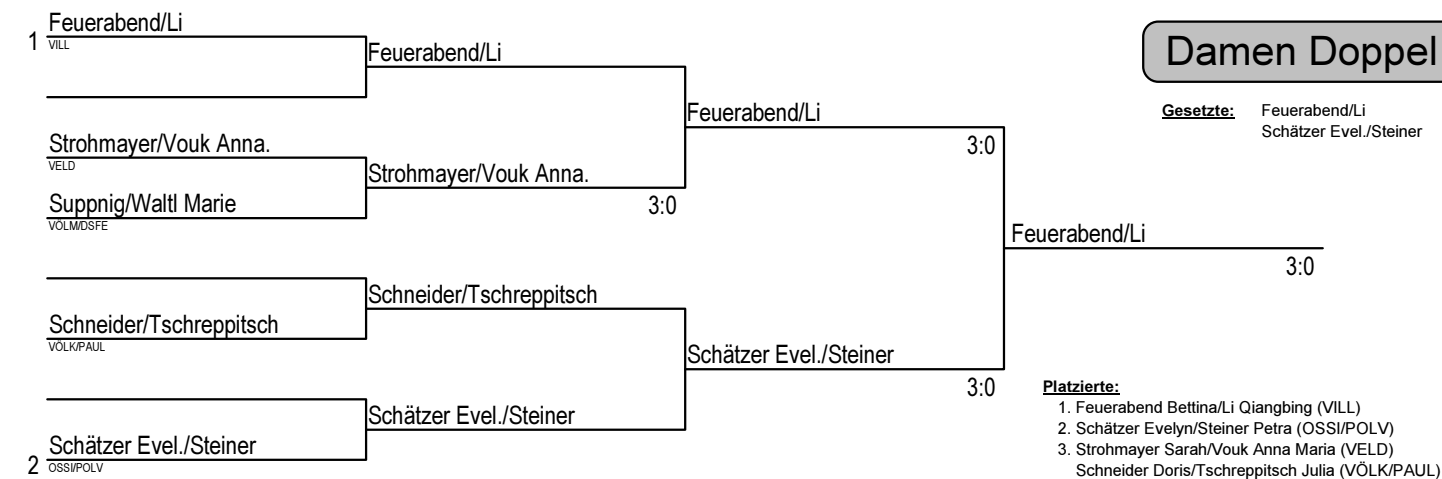 Damen Doppel
Gesetzte: Feuerabend/Li
Schätzer Evel./Steiner
1 Feuerabend/Li
VILL
Feuerabend/Li
Feuerabend/Li
3:0
Strohmayer/Vouk Anna.
VELD
Strohmayer/Vouk Anna.
3:0
Suppnig/Waltl Marie
VÖLM/DSFE
Feuerabend/Li
3:0
Schneider/Tschreppitsch
Schneider/Tschreppitsch
VÖLK/PAUL
Schätzer Evel./Steiner
3:0
Schätzer Evel./Steiner
2 Schätzer Evel./Steiner
OSSI/POLV
Platzierte:
1. Feuerabend Bettina/Li Qiangbing (VILL)
2. Schätzer Evelyn/Steiner Petra (OSSI/POLV)
3. Strohmayer Sarah/Vouk Anna Maria (VELD)
Schneider Doris/Tschreppitsch Julia (VÖLK/PAUL)